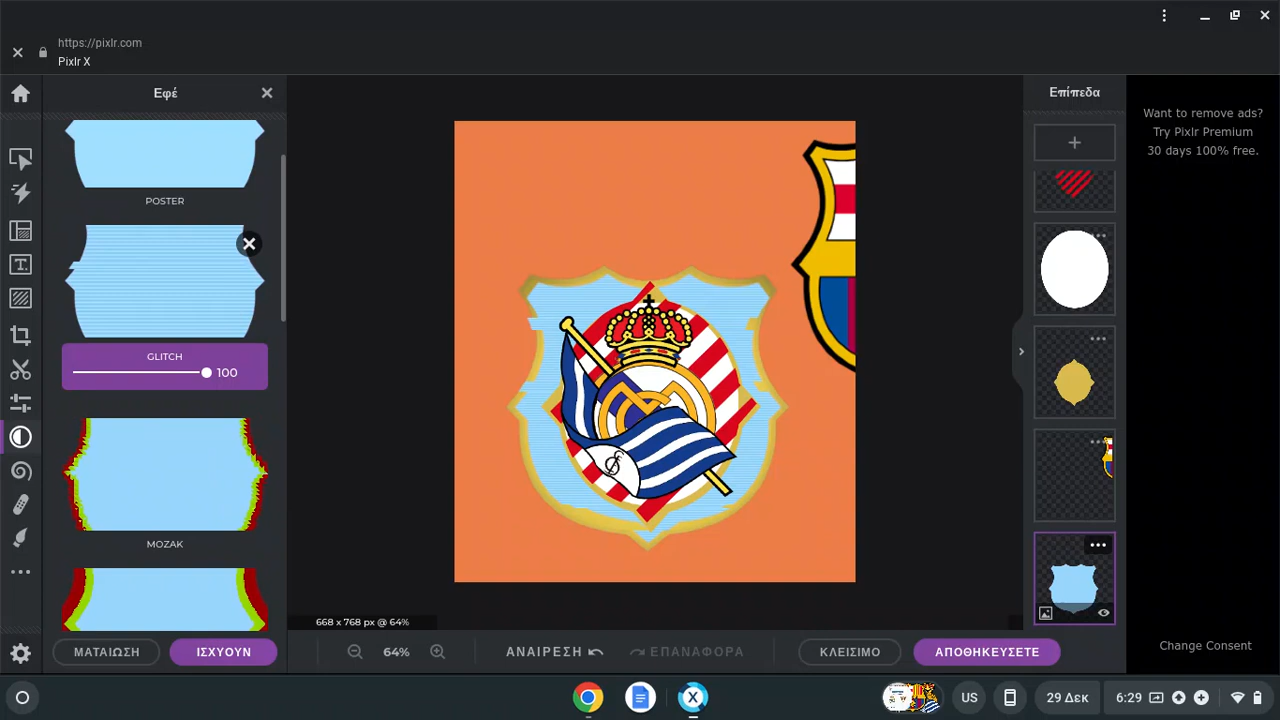 https://pixlr.com
Pixlr X
Εφέ
POSTER
GLITCH
100
MOZAK
ΜΑΤΑΙΩΣΗ
ΙΣΧΥΟΥΝ
668 x 768 px @ 64%
64%
ΑΝΑΙΡΕΣΗ
ΕΠΑΝΑΦΟΡΑ
ΚΛΕΙΣΙΜΟ
ΑΠΟΘΗΚΕΥΣΕΤΕ
Επίπεδα
Want to remove ads?
Try Pixlr Premium
30 days 100% free.
Change Consent
US
29 Δεκ
6:29